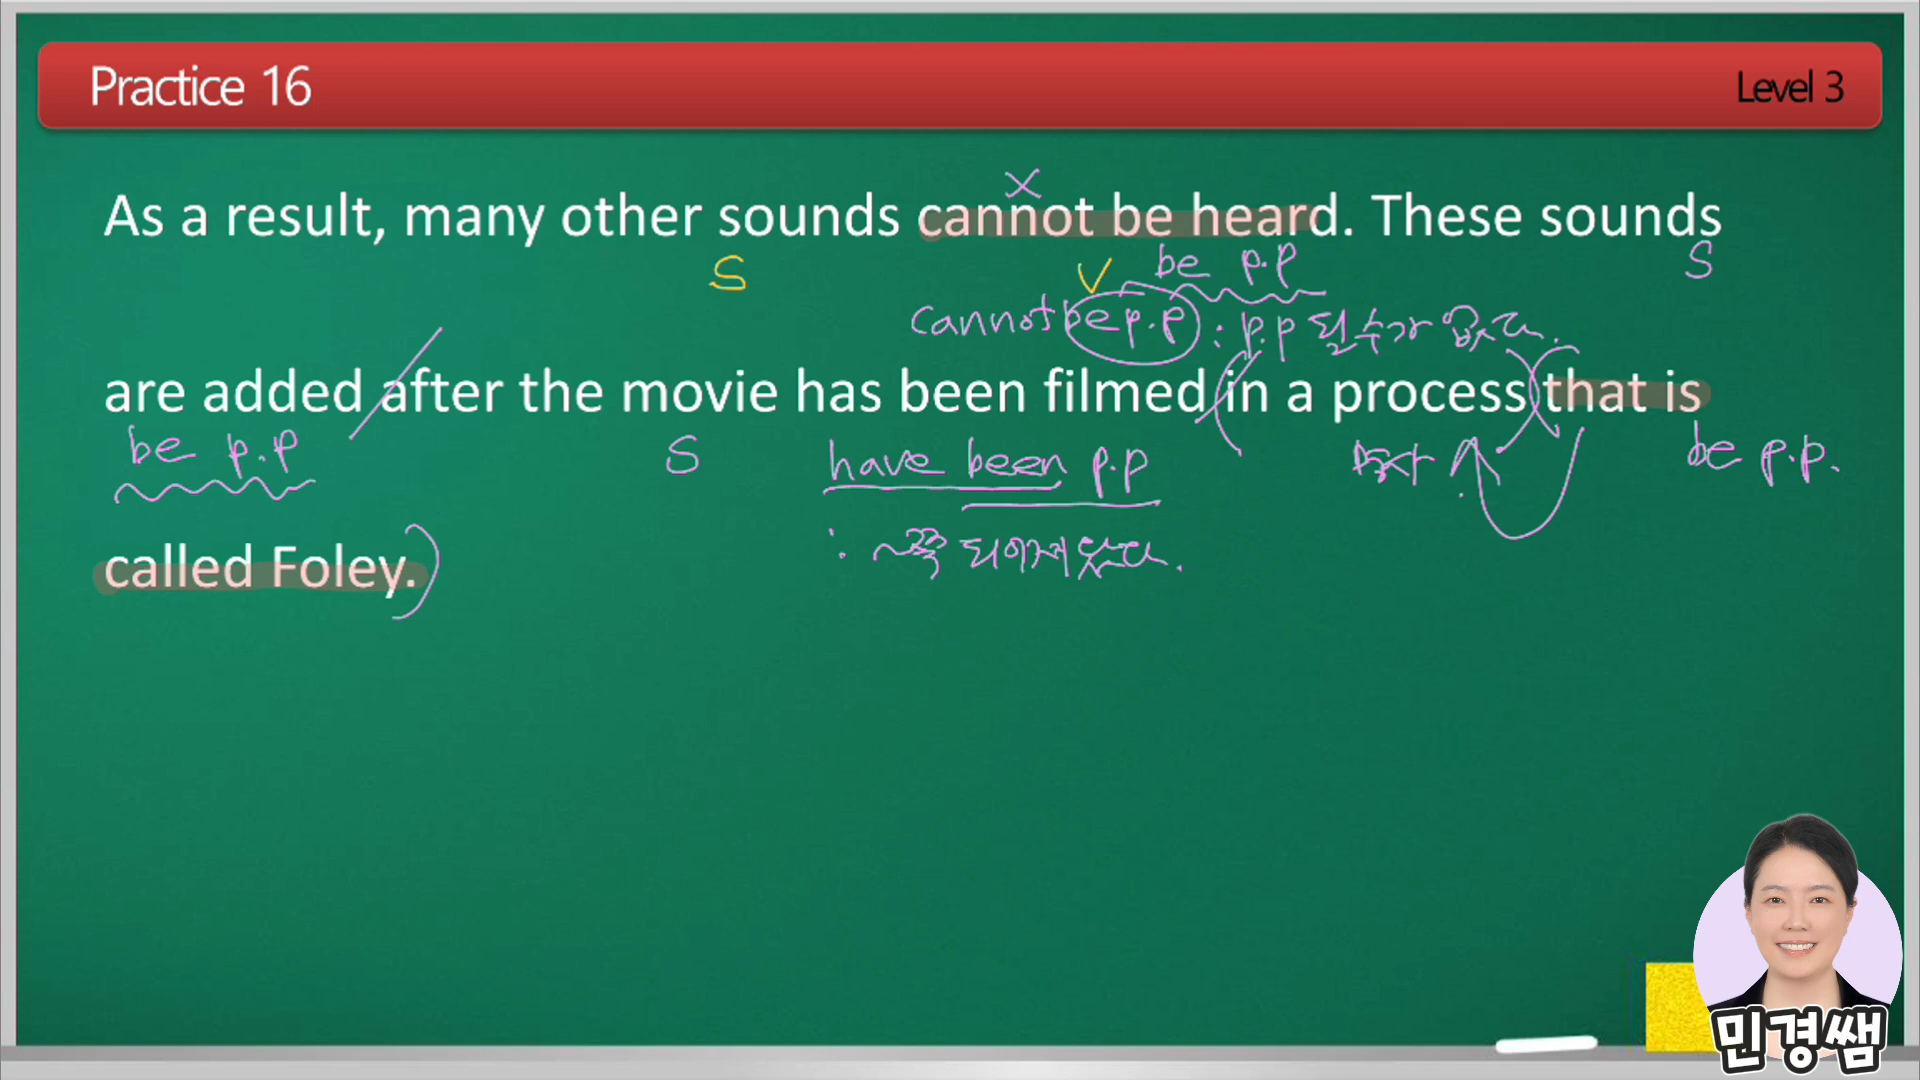 Practice 16
Level 3
As a result, many other sounds cannot be heard. These sounds
x
S
V
be p.p
S
cannot be p.p : p.p 될 수가 없다.
are added after the movie has been filmed in a process that is
be p.p
S
have been p.p
명사
be p.p.
: ~쭉 되어져 왔다.
called Foley.
민경쌤